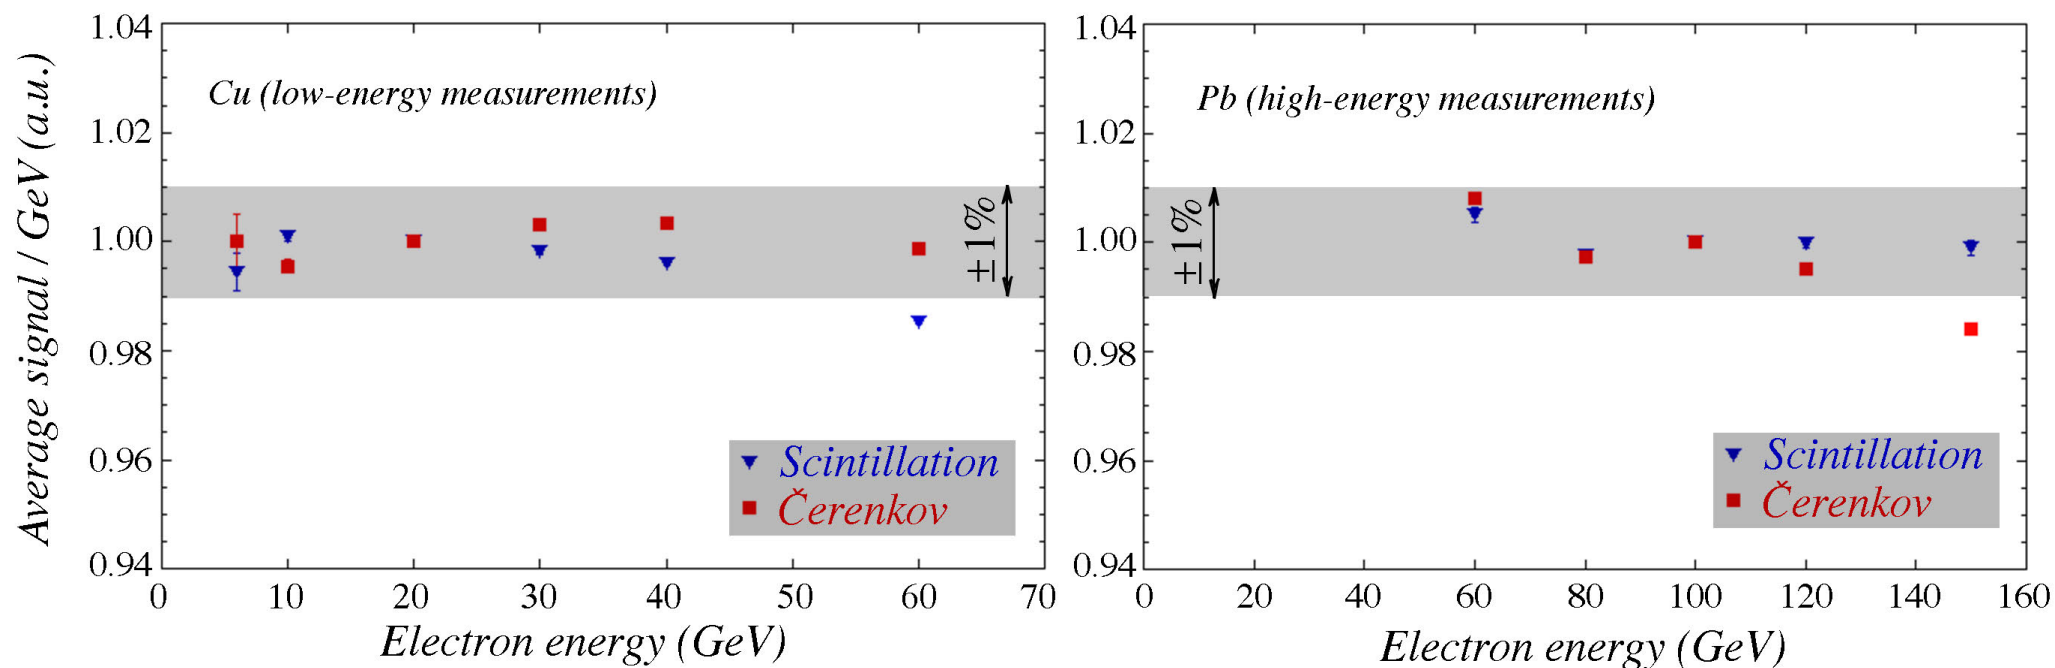 Average signal / GeV (a.u.)
1.04
1.02
1.00
0.98
0.96
0.94
Cu (low-energy measurements)
±1%
Scintillation
Čerenkov
0 10 20 30 40 50 60 70
Electron energy (GeV)
1.04
1.02
1.00
0.98
0.96
0.94
Pb (high-energy measurements)
±1%
Scintillation
Čerenkov
0 20 40 60 80 100 120 140 160
Electron energy (GeV)